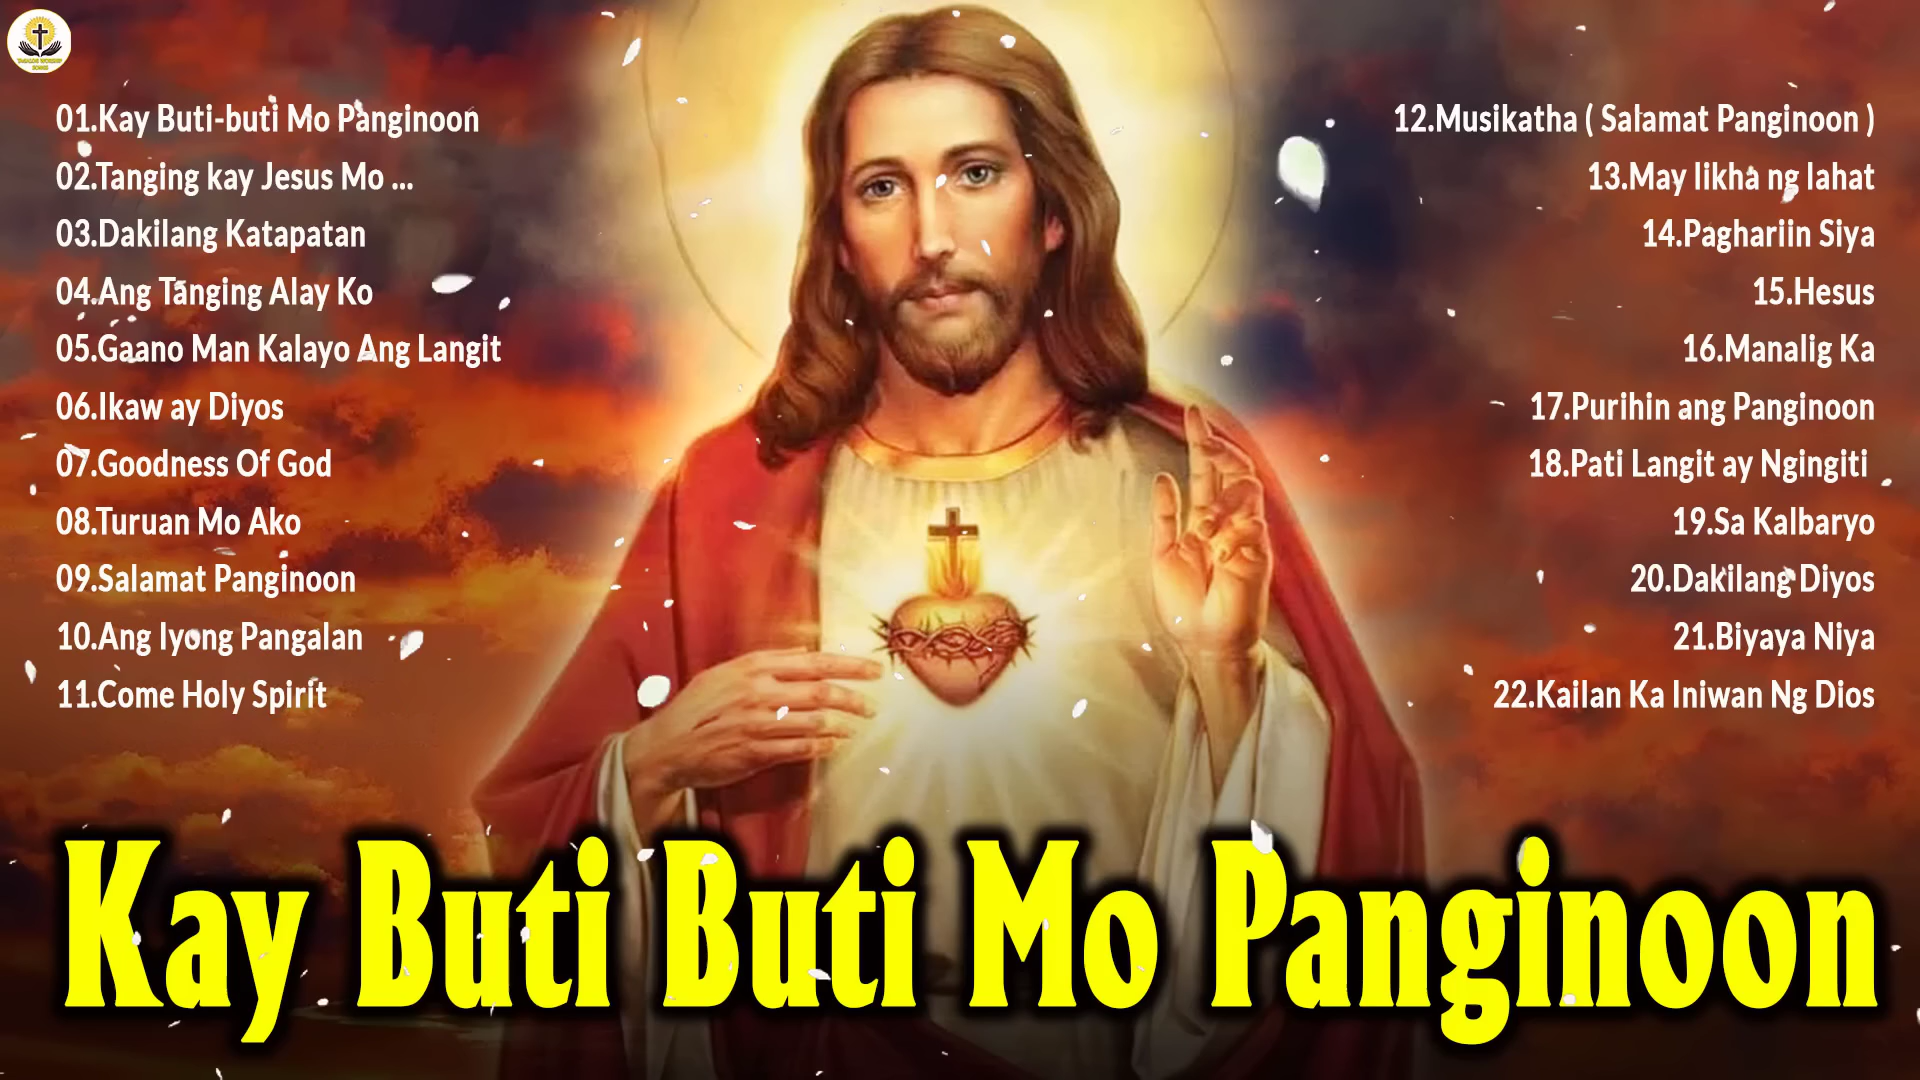 TAGALOG WORSHIP
SONGS
01.Kay Buti-buti Mo Panginoon
02.Tanging kay Jesus Mo ...
03.Dakilang Katapatan
04.Ang Tanging Alay Ko
05.Gaano Man Kalayo Ang Langit
06.Ikaw ay Diyos
07.Goodness Of God
08.Turuan Mo Ako
09.Salamat Panginoon
10.Ang Iyong Pangalan
11.Come Holy Spirit
12.Musikatha ( Salamat Panginoon )
13.May likha ng lahat
14.Paghariin Siya
15.Hesus
16.Manalig Ka
17.Purihin ang Panginoon
18.Pati Langit ay Ngingiti
19.Sa Kalbaryo
20.Dakilang Diyos
21.Biyaya Niya
22.Kailan Ka Iniwan Ng Dios
Kay Buti Buti Mo Panginoon